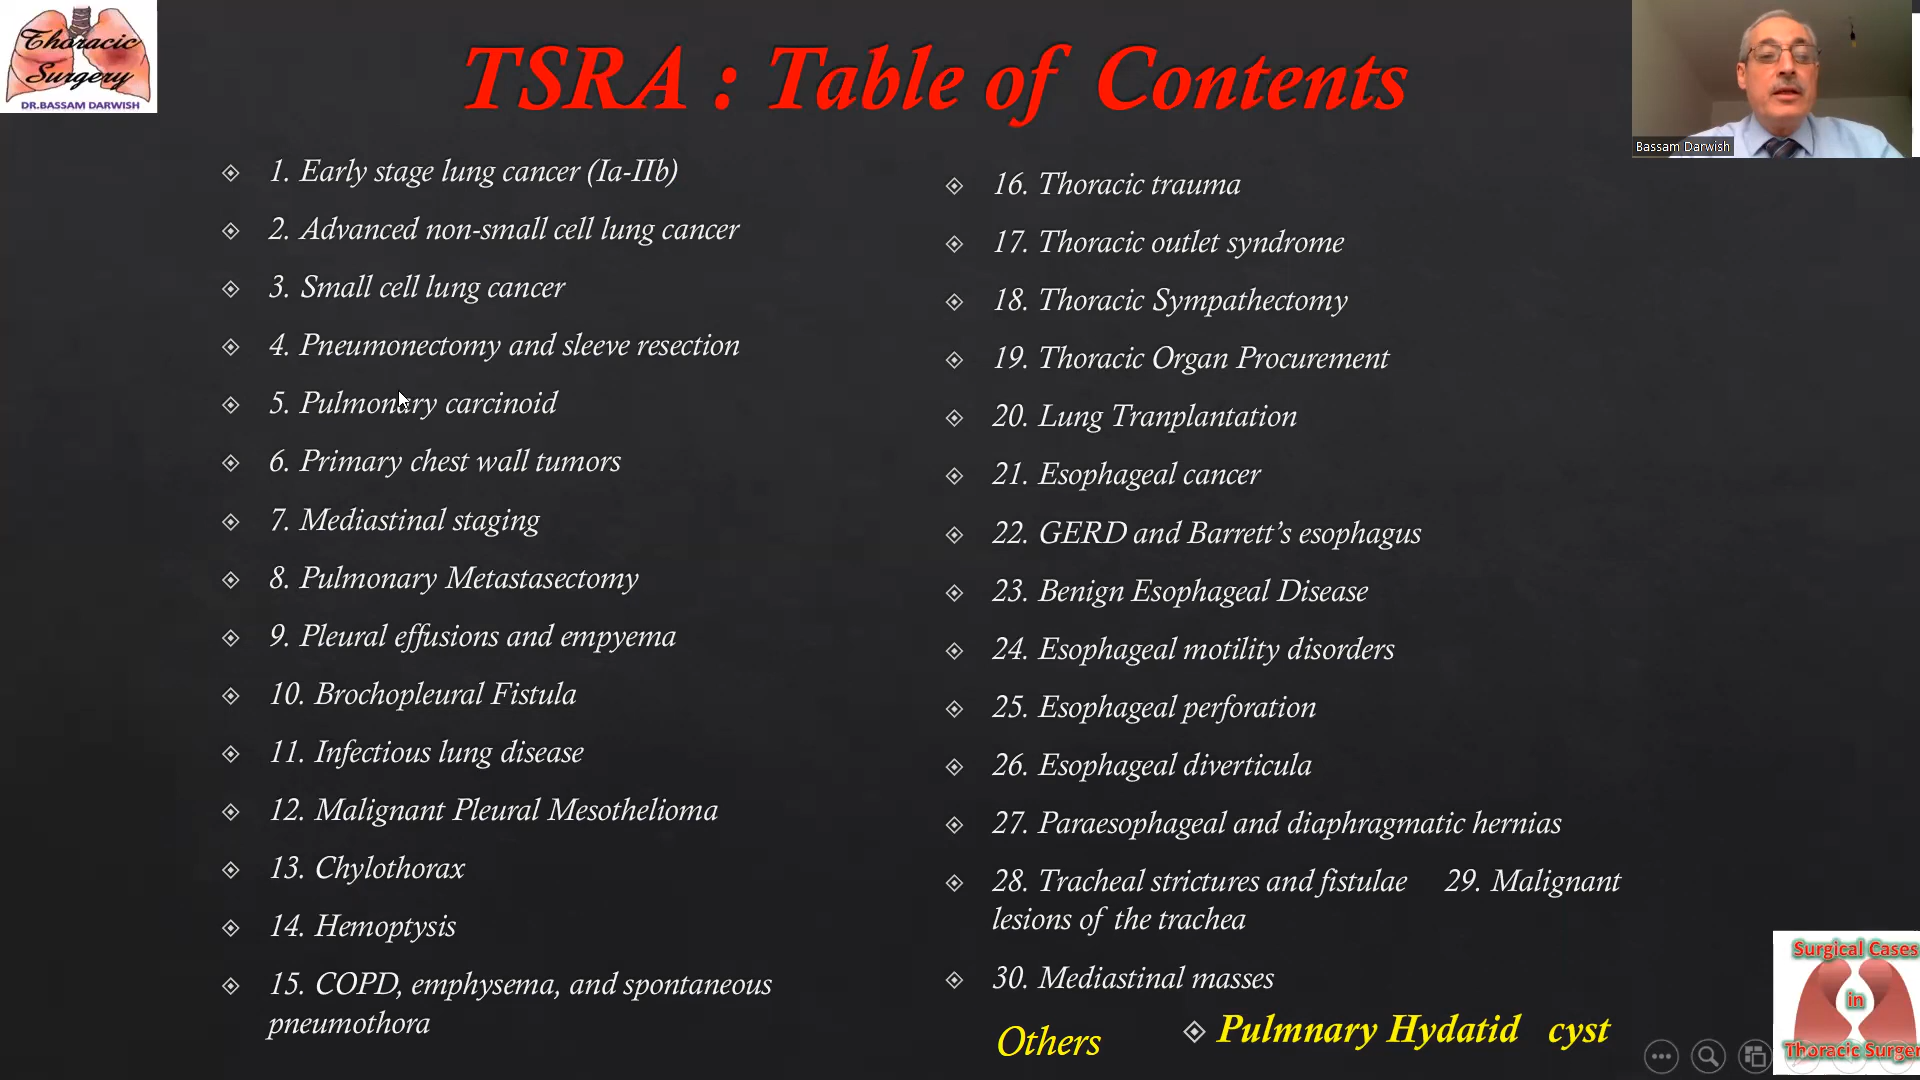 Thoracic
Surgery
DR.BASSAM DARWISH
TSRA : Table of Contents
Bassam Darwish
1. Early stage lung cancer (Ia-IIb)
2. Advanced non-small cell lung cancer
3. Small cell lung cancer
4. Pneumonectomy and sleeve resection
5. Pulmonary carcinoid
6. Primary chest wall tumors
7. Mediastinal staging
8. Pulmonary Metastasectomy
9. Pleural effusions and empyema
10. Brochopleural Fistula
11. Infectious lung disease
12. Malignant Pleural Mesothelioma
13. Chylothorax
14. Hemoptysis
15. COPD, emphysema, and spontaneous
pneumothora
16. Thoracic trauma
17. Thoracic outlet syndrome
18. Thoracic Sympathectomy
19. Thoracic Organ Procurement
20. Lung Tranplantation
21. Esophageal cancer
22. GERD and Barrett’s esophagus
23. Benign Esophageal Disease
24. Esophageal motility disorders
25. Esophageal perforation
26. Esophageal diverticula
27. Paraesophageal and diaphragmatic hernias
28. Tracheal strictures and fistulae 29. Malignant
lesions of the trachea
30. Mediastinal masses
Others
Pulmnary Hydatid cyst
Surgical Cases
in
Thoracic Surger